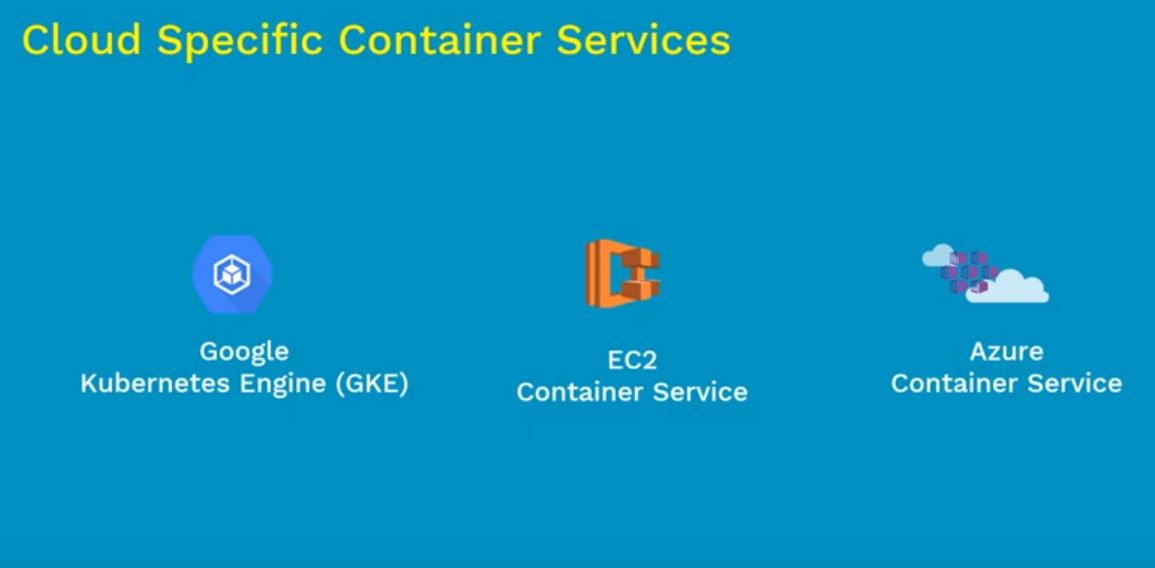 Cloud Specific Container Services
Google
Kubernetes Engine (GKE)
EC2
Container Service
Azure
Container Service